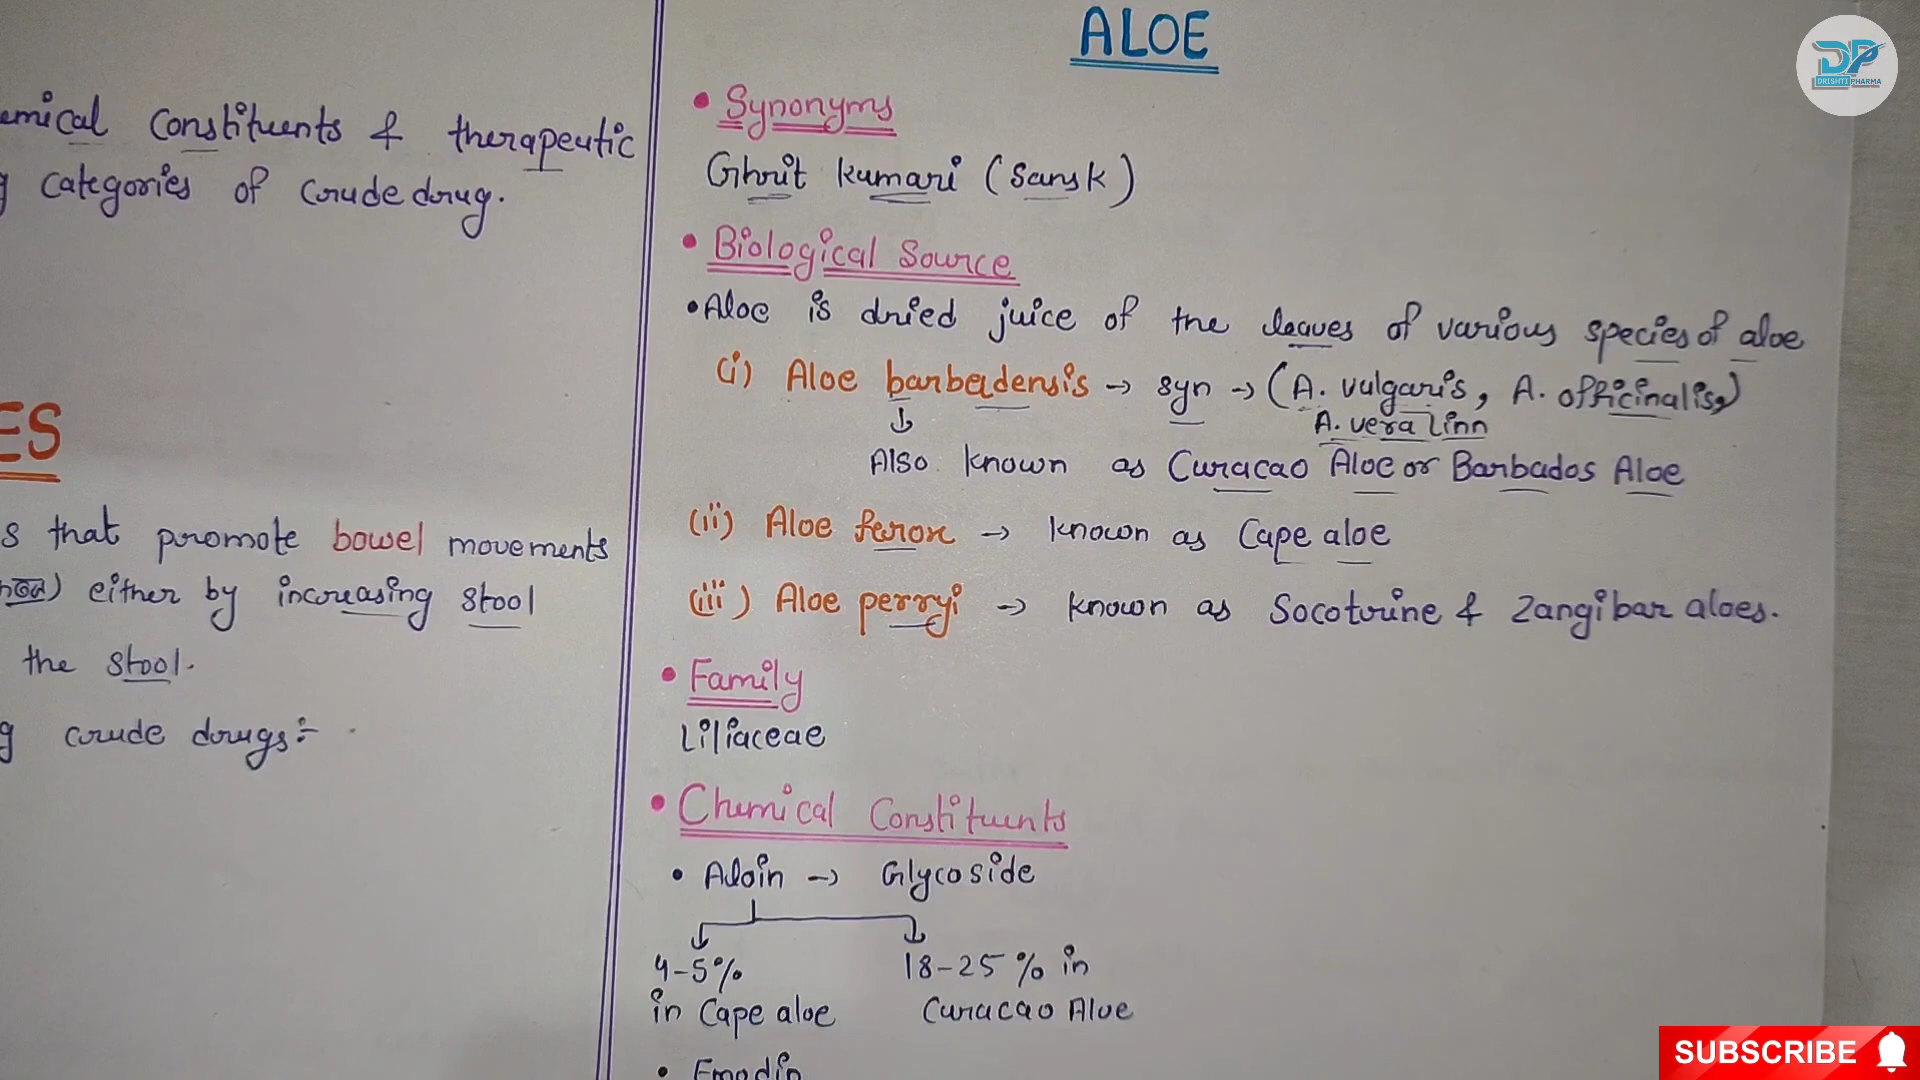 emical Constituents & therapeutic
categories of crude drug.
ES
s that promote bowel movements
either by increasing stool
the stool.
crude drugs:-
ALOE
• Synonyms
Ghrit kumari (Sansk)
• Biological Source
• Aloe is dried juice of the leaves of various species of aloe
(i) Aloe barbadensis → syn → (A. vulgaris, A. officinalis,)
A. vera Linn
↓
Also known as Curacao Aloe or Barbados Aloe
(ii) Aloe ferox → known as Cape aloe
(iii) Aloe perryi → known as Socotrine & Zangibar aloes.
• Family
Liliaceae
• Chemical Constituents
• Aloin → Glycoside
4-5% 18-25% in
in Cape aloe Curacao Aloe
• Emodin
DP
DRISHTI PHARMA
SUBSCRIBE